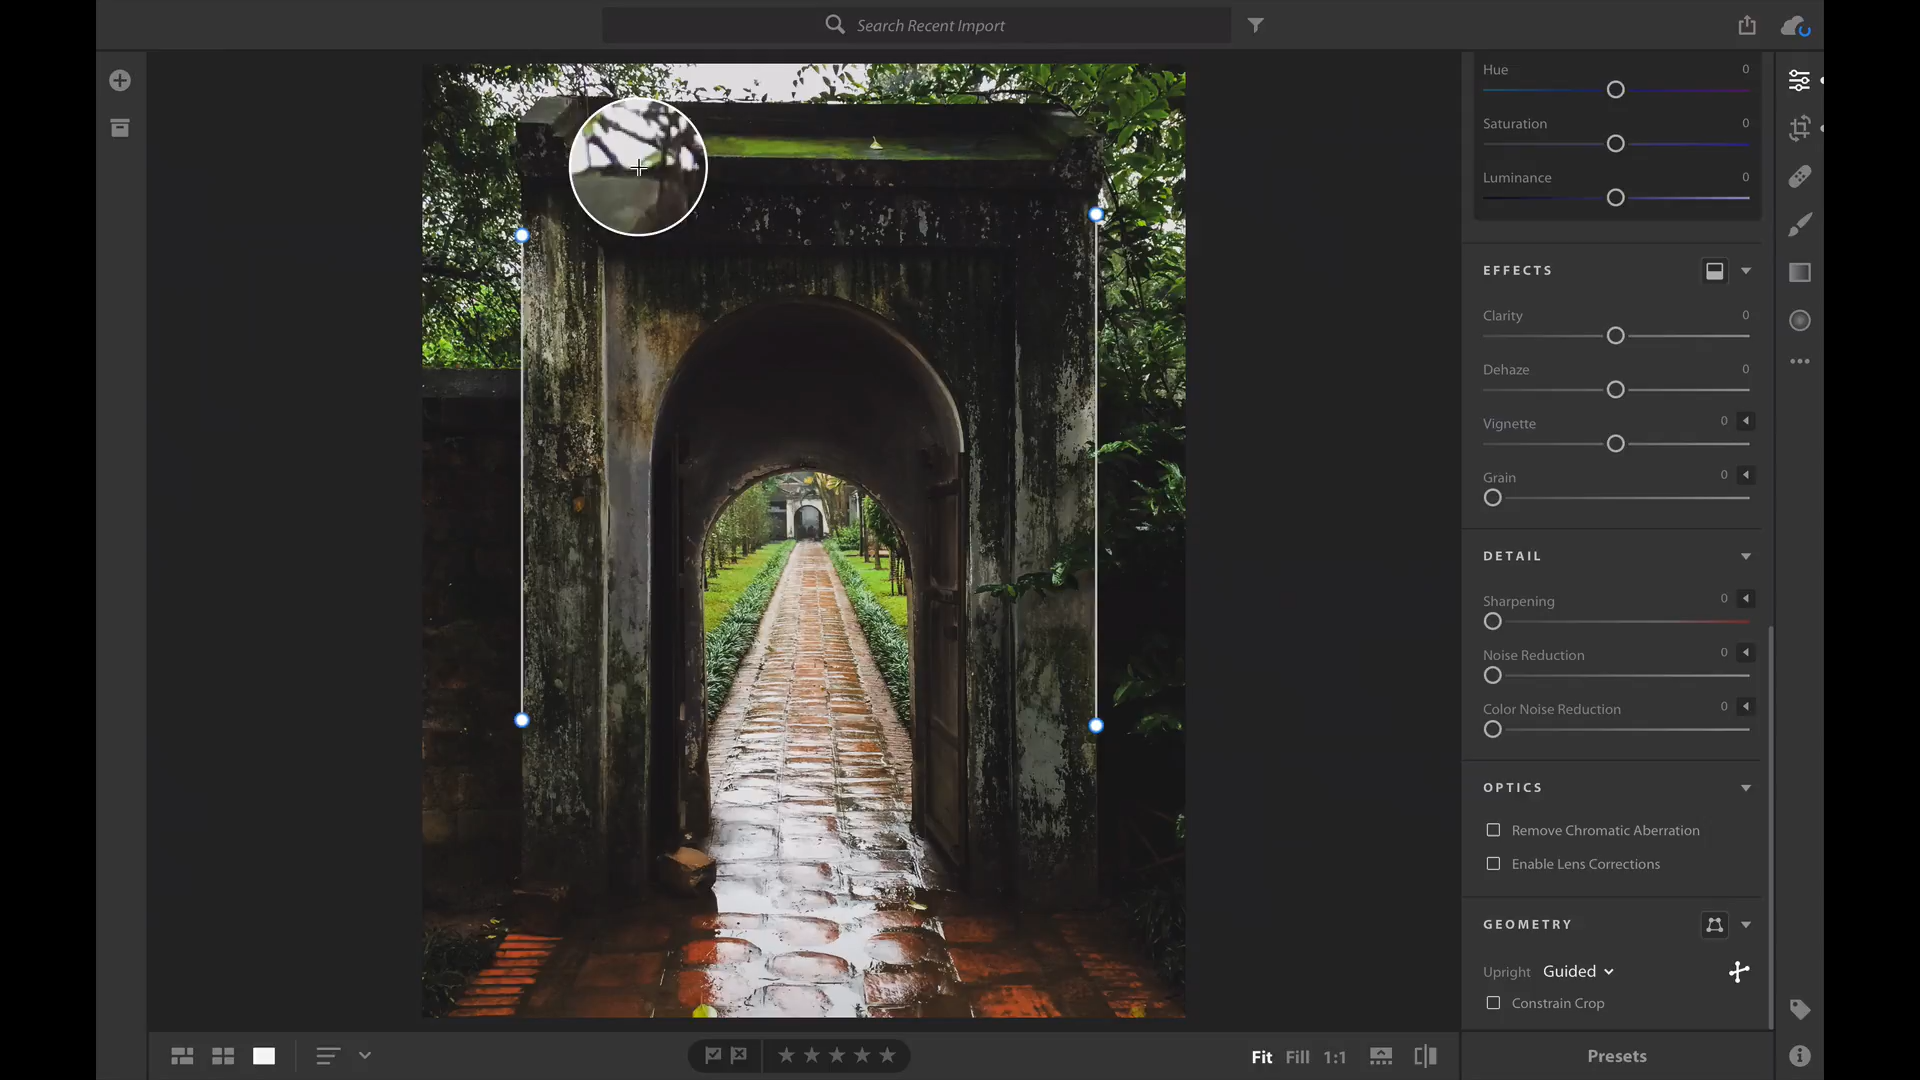 Search Recent Import
Hue 0
Saturation 0
Luminance 0
EFFECTS
Clarity 0
Dehaze 0
Vignette 0
Grain 0
DETAIL
Sharpening 0
Noise Reduction 0
Color Noise Reduction 0
OPTICS
Remove Chromatic Aberration
Enable Lens Corrections
GEOMETRY
Upright Guided
Constrain Crop
Fit Fill 1:1
Presets